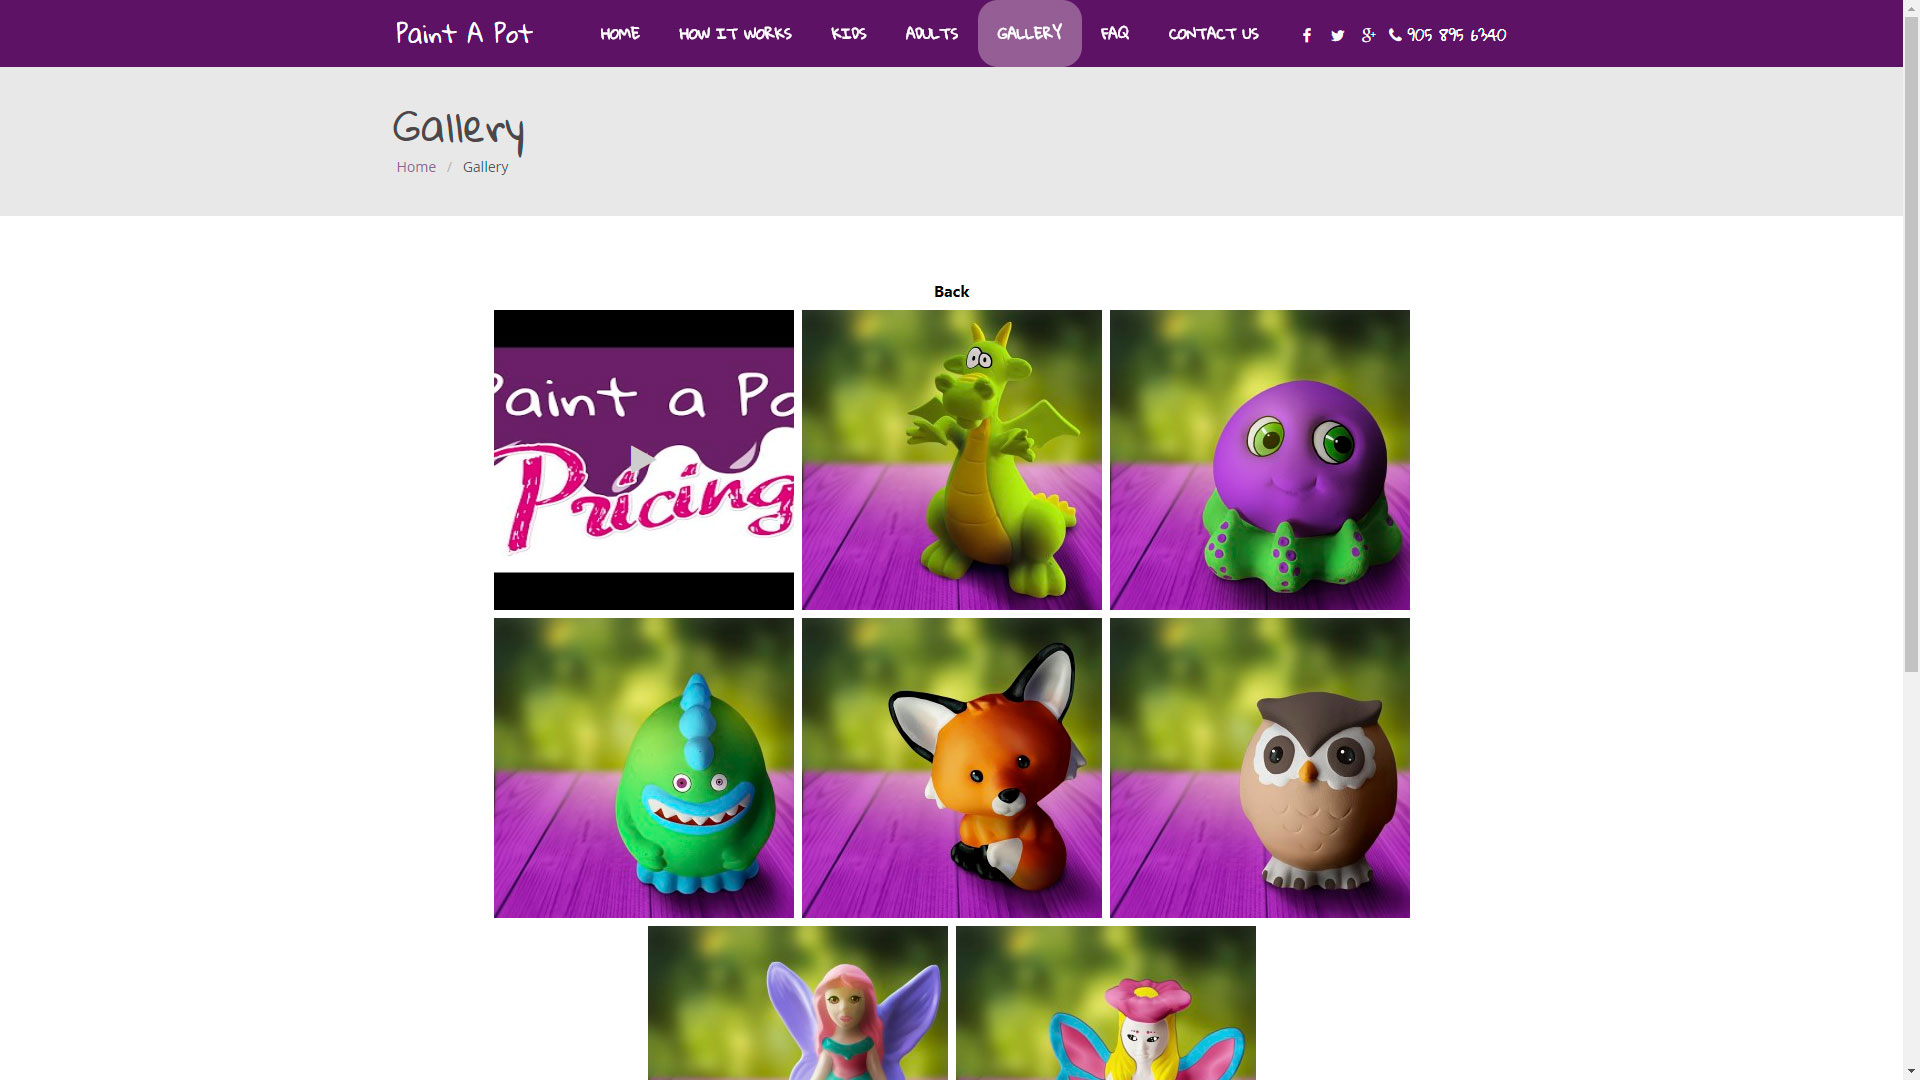 Paint A Pot
HOME
HOW IT WORKS
KIDS
ADULTS
GALLERY
FAQ
CONTACT US
905 895 6340
Gallery
Home / Gallery
Back
Paint a Po
Pricing